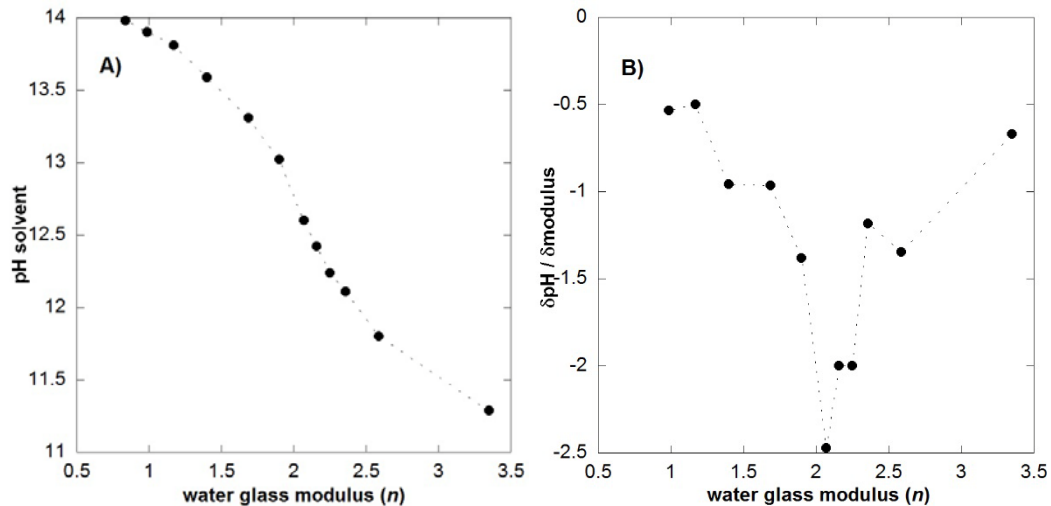 A)
pH solvent
14
13.5
13
12.5
12
11.5
11
0.5 1 1.5 2 2.5 3 3.5
water glass modulus (n)
B)
δpH / δmodulus
0
-0.5
-1
-1.5
-2
-2.5
0.5 1 1.5 2 2.5 3 3.5
water glass modulus (n)